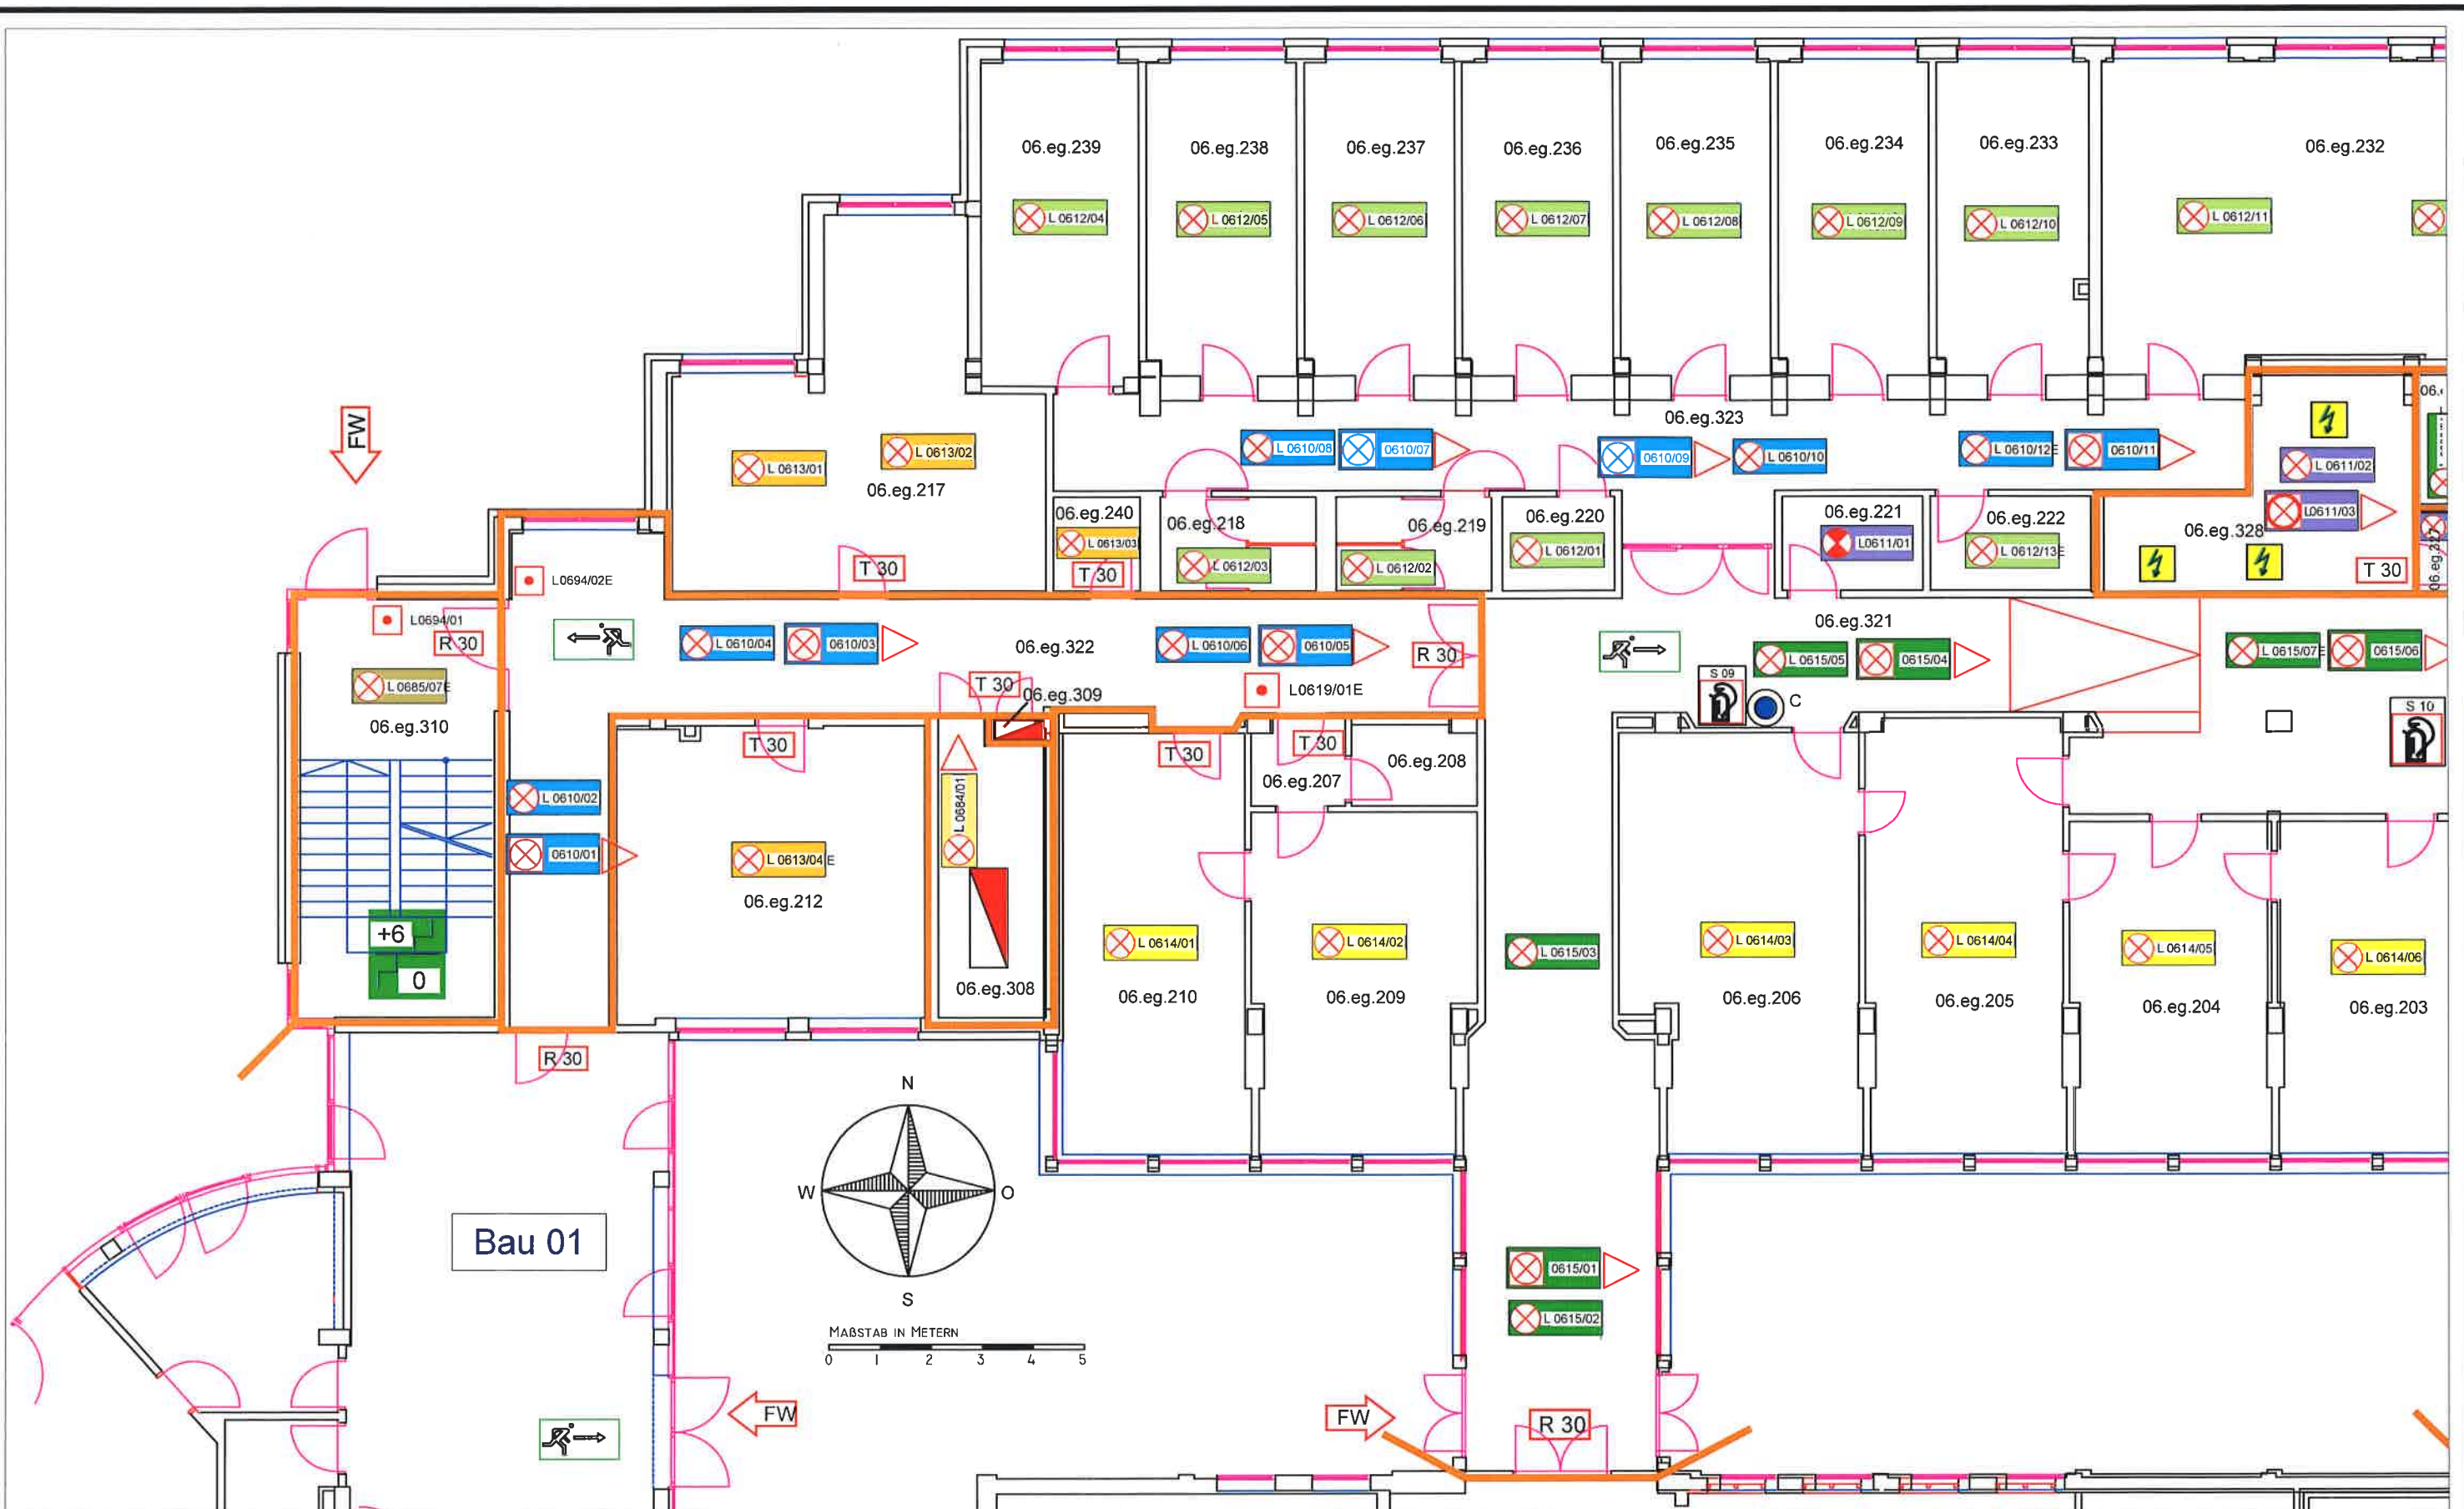 06.eg.239
06.eg.238
06.eg.237
06.eg.236
06.eg.235
06.eg.234
06.eg.233
06.eg.232
L 0612/04
L 0612/05
L 0612/06
L 0612/07
L 0612/08
L 0612/09
L 0612/10
L 0612/11
FW
L 0613/01
L 0613/02
06.eg.217
06.eg.323
L 0610/08
0610/07
0610/09
L 0610/10
L 0610/12E
0610/11
L 0611/02
L0611/03
06.eg.240
L 0613/03
T 30
T 30
06.eg.218
L 0612/03
06.eg.219
L 0612/02
06.eg.220
L 0612/01
06.eg.221
L0611/01
06.eg.222
L 0612/13E
06.eg.328
T 30
06.eg.327
L0694/02E
L0694/01
R 30
L 0685/07E
06.eg.310
L 0610/04
0610/03
06.eg.322
L 0610/06
0610/05
R 30
T 30
06.eg.309
L0619/01E
06.eg.321
L 0615/05
0615/04
L 0615/07E
0615/06
S 09
C
S 10
T 30
T 30
T 30
06.eg.207
06.eg.208
L 0610/02
0610/01
L 0613/04 E
06.eg.212
L 0684/01
06.eg.308
+6
0
L 0614/01
06.eg.210
L 0614/02
06.eg.209
L 0615/03
L 0614/03
06.eg.206
L 0614/04
06.eg.205
L 0614/05
06.eg.204
L 0614/06
06.eg.203
R 30
N
W
O
S
Bau 01
MAßSTAB IN METERN
0 1 2 3 4 5
0615/01
L 0615/02
FW
FW
R 30